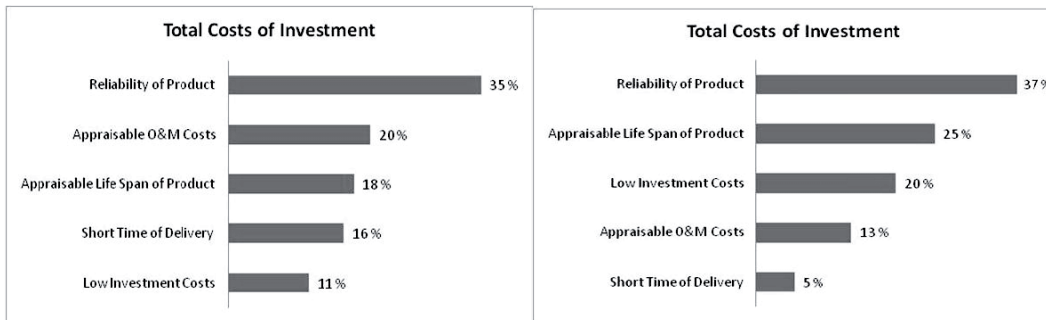 Total Costs of Investment
Reliability of Product 35 %
Appraisable O&M Costs 20 %
Appraisable Life Span of Product 18 %
Short Time of Delivery 16 %
Low Investment Costs 11 %
Total Costs of Investment
Reliability of Product 37 %
Appraisable Life Span of Product 25 %
Low Investment Costs 20 %
Appraisable O&M Costs 13 %
Short Time of Delivery 5 %